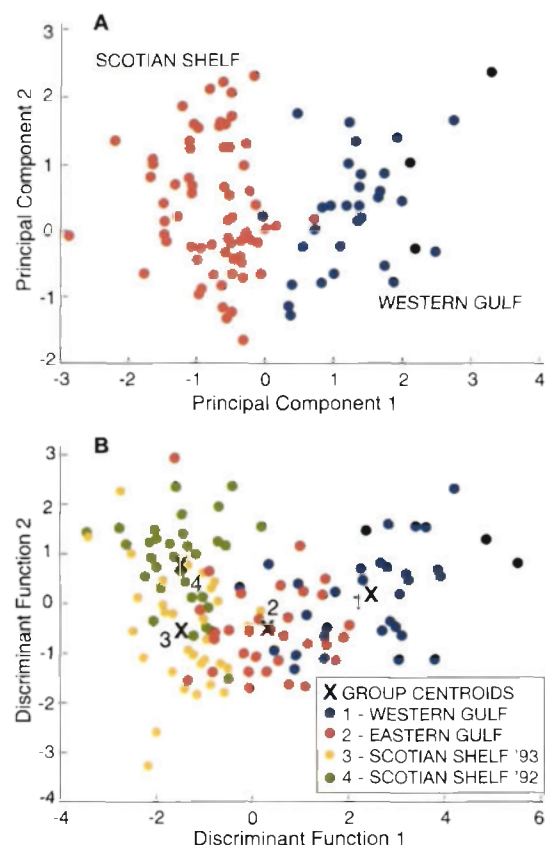 A
SCOTIAN SHELF
WESTERN GULF
Principal Component 2
3
2
1
0
-1
-2
-3 -2 -1 0 1 2 3 4
Principal Component 1
B
Discriminant Function 2
3
2
1
0
-1
-2
-3
-4
4
3
2
1
X GROUP CENTROIDS
1 - WESTERN GULF
2 - EASTERN GULF
3 - SCOTIAN SHELF '93
4 - SCOTIAN SHELF '92
-4 -2 0 2 4 6
Discriminant Function 1